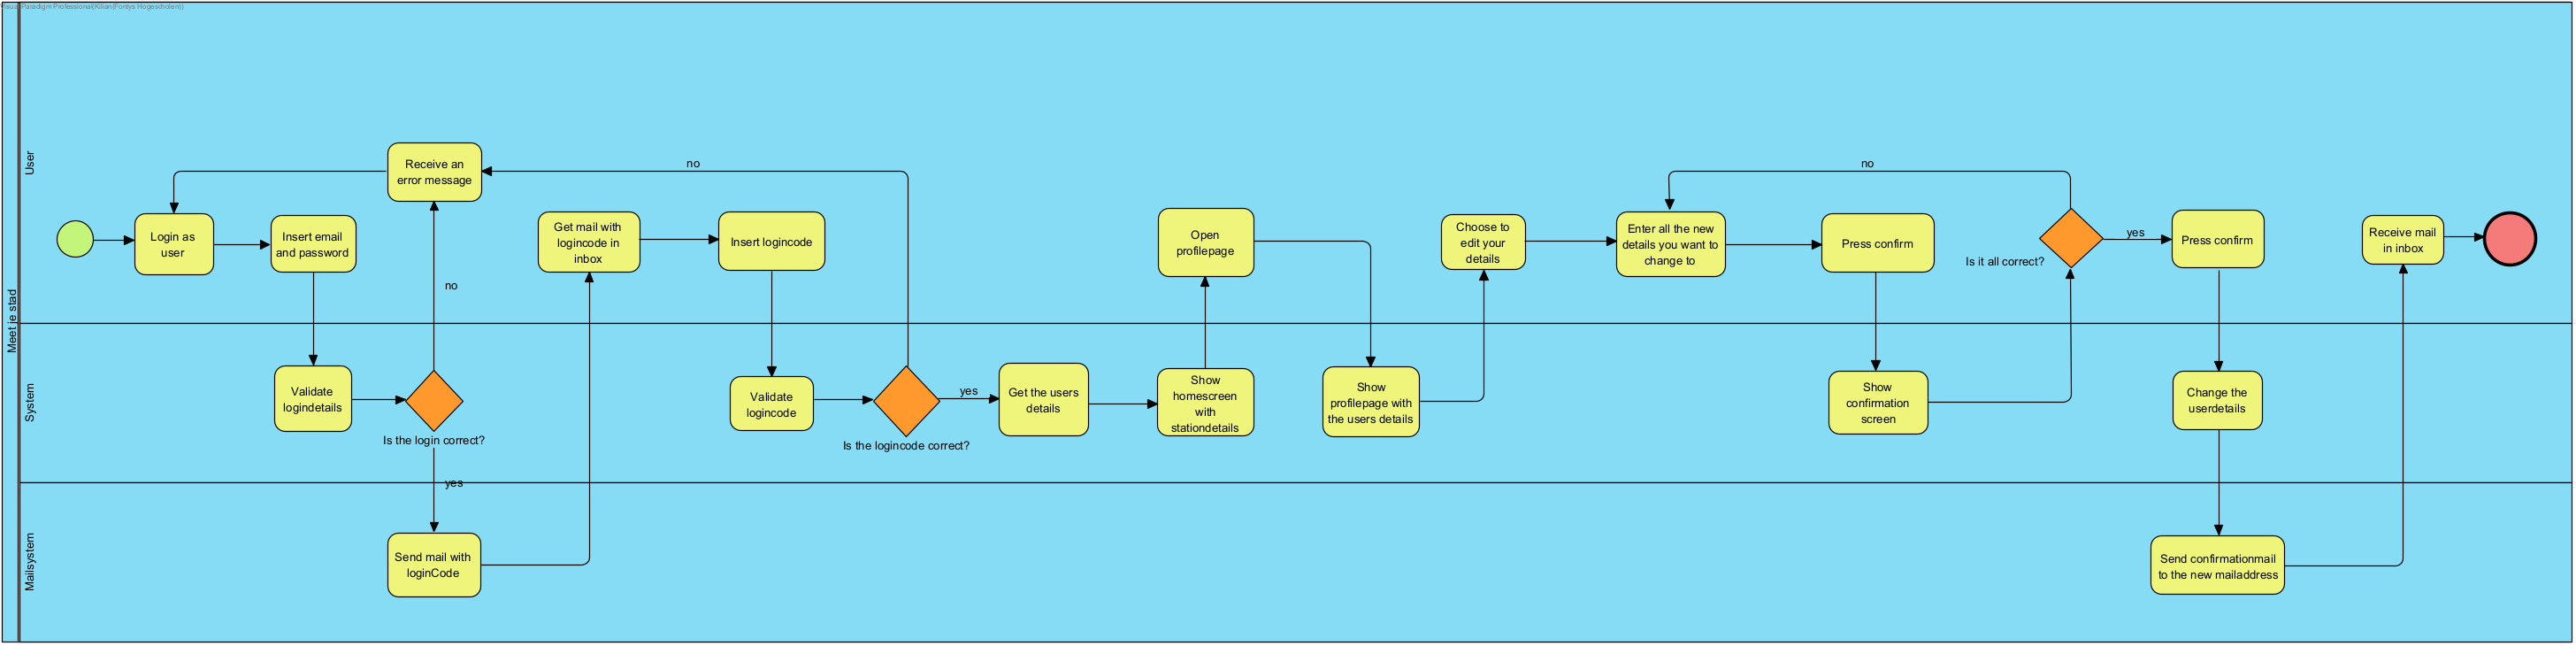 Visual Paradigm Professional(Kilian(Fontys Hogescholen))
Meet je stad
User
Receive an
error message
no
Login as
user
Insert email
and password
no
Get mail with
logincode in
inbox
Insert logincode
Open
profilepage
Choose to
edit your
details
Enter all the new
details you want to
change to
Press confirm
no
Is it all correct?
yes
Press confirm
Receive mail
in inbox
System
Validate
logindetails
Is the login correct?
yes
Validate
logincode
Is the logincode correct?
yes
Get the users
details
Show
homescreen
with
stationdetails
Show
profilepage with
the users details
Show
confirmation
screen
Change the
userdetails
Mailsystem
Send mail with
loginCode
Send confirmationmail
to the new mailaddress